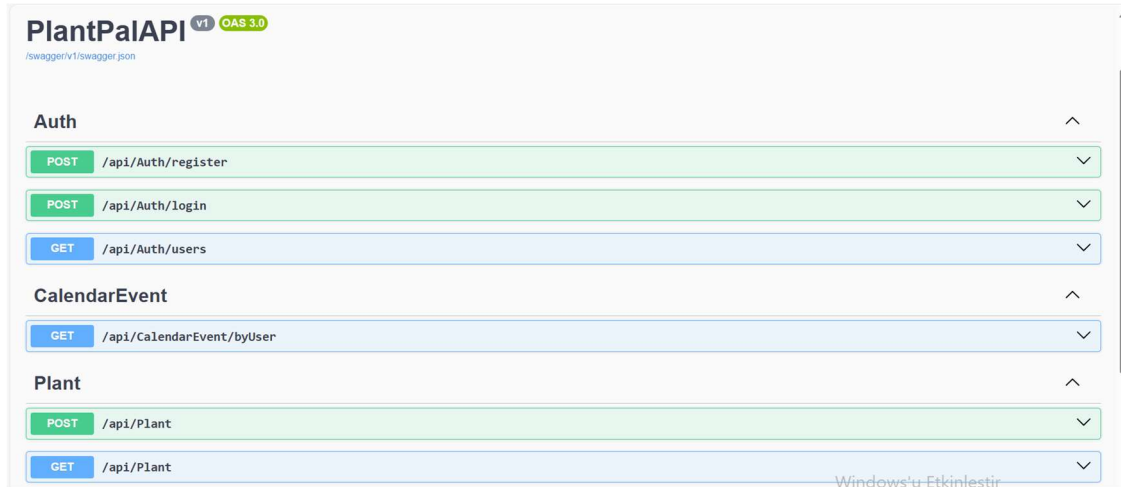 PlantPalAPI v1 OAS 3.0
/swagger/v1/swagger.json
Auth
POST /api/Auth/register
POST /api/Auth/login
GET /api/Auth/users
CalendarEvent
GET /api/CalendarEvent/byUser
Plant
POST /api/Plant
GET /api/Plant
Windows'u Etkinleştir